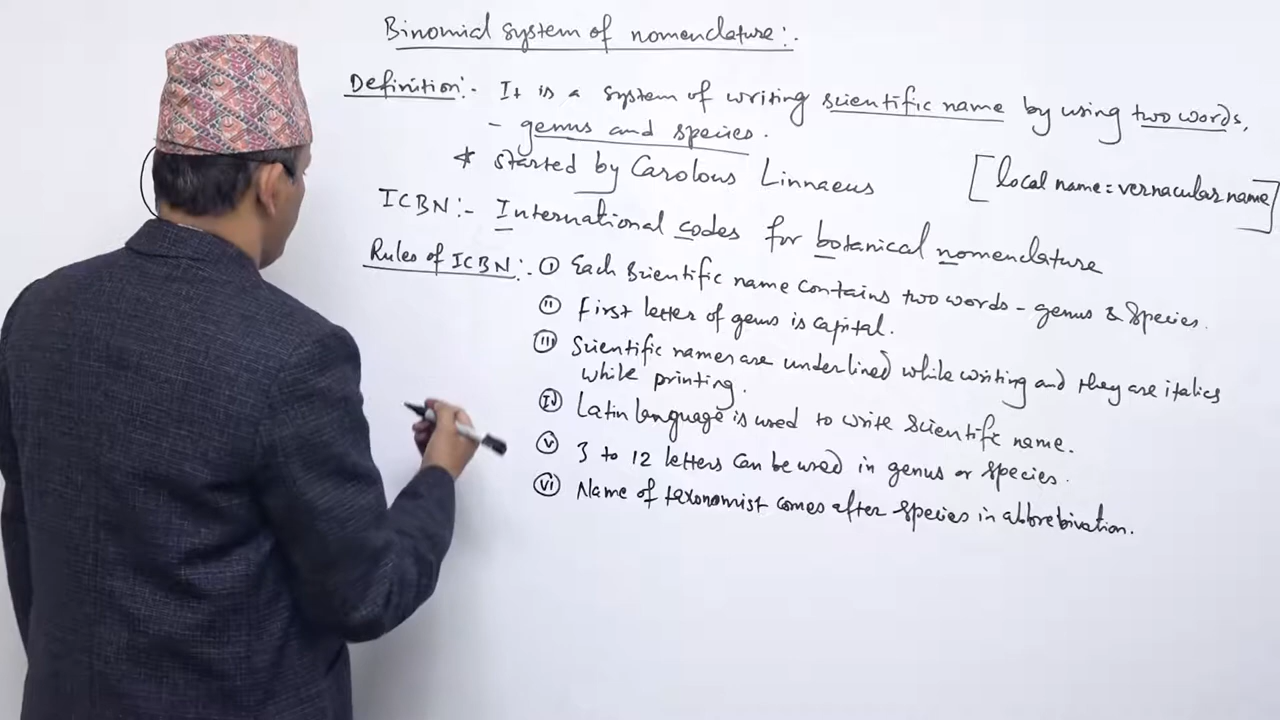 Binomial system of nomenclature:-
Definition:- It is a system of writing scientific name by using two words,
- genus and species.
* started by Carolous Linnaeus
[local name = vernacular name]
ICBN:- International codes for botanical nomenclature
Rules of ICBN:- (I) Each scientific name contains two words - genus & species.
(II) First letter of genus is capital.
(III) Scientific names are underlined while writing and they are italics
while printing.
(IV) Latin language is used to write scientific name.
(V) 3 to 12 letters can be used in genus or species.
(VI) Name of taxonomist comes after species in abbrebivation.